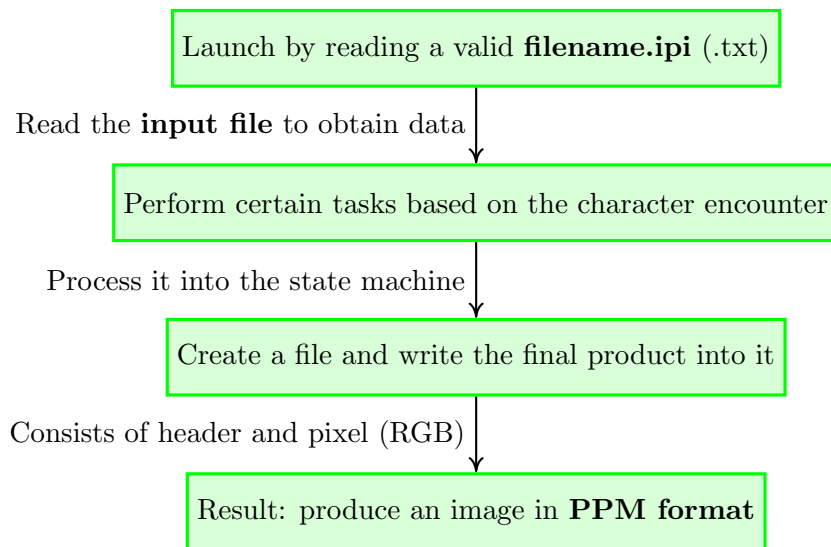 Launch by reading a valid filename.ipi (.txt)
Read the input file to obtain data
Perform certain tasks based on the character encounter
Process it into the state machine
Create a file and write the final product into it
Consists of header and pixel (RGB)
Result: produce an image in PPM format